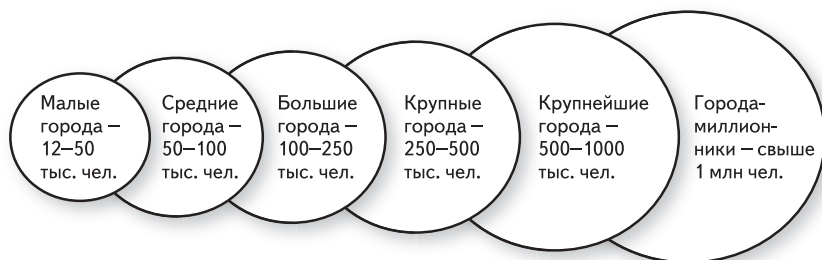 Малые
города –
12–50
тыс. чел.
Средние
города –
50–100
тыс. чел.
Большие
города –
100–250
тыс. чел.
Крупные
города –
250–500
тыс. чел.
Крупнейшие
города –
500–1000
тыс. чел.
Города-
миллион-
ники – свыше
1 млн чел.